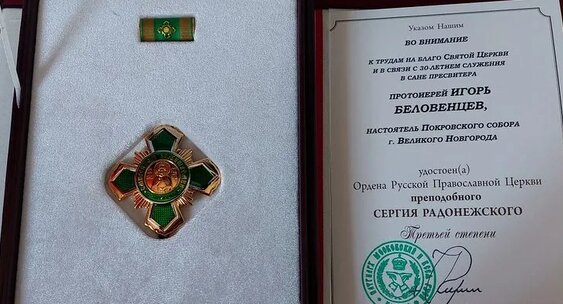 Указом Нашим
ВО ВНИМАНИЕ
К ТРУДАМ НА БЛАГО СВЯТОЙ ЦЕРКВИ
И В СВЯЗИ С 30-ЛЕТИЕМ СЛУЖЕНИЯ
В САНЕ ПРЕСВИТЕРА
ПРОТОИЕРЕЙ ИГОРЬ
БЕЛОВЕНЦЕВ,
НАСТОЯТЕЛЬ ПОКРОВСКОГО СОБОРА
Г. ВЕЛИКОГО НОВГОРОДА
удостоен(а)
Ордена Русской Православной Церкви
преподобного
СЕРГИЯ РАДОНЕЖСКОГО
Третьей степени